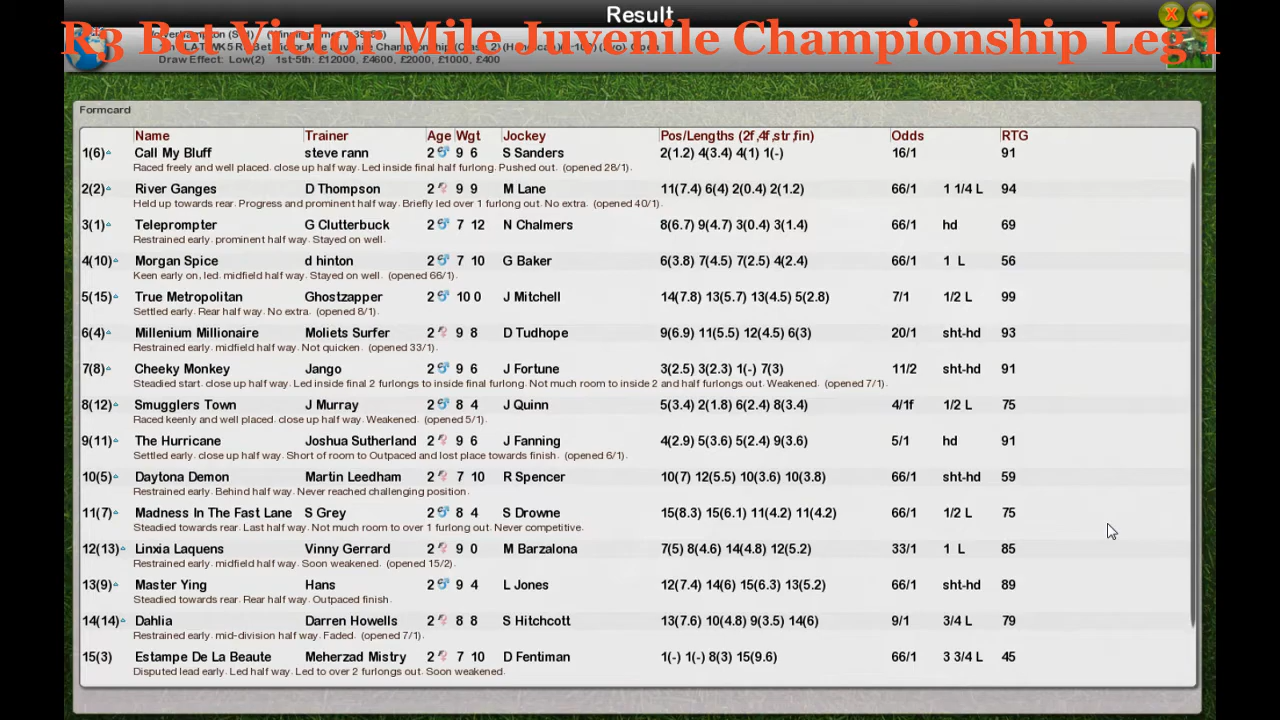 Result
R3 Bet Victor Mile Juvenile Championship Leg 1
Draw Effect: Low(2) 1st-5th: £12000, £4600, £2000, £1000, £400
Formcard
Name Trainer Age Wgt Jockey Pos/Lengths (2f,4f,str,fin) Odds RTG
1(6) Call My Bluff steve rann 2 9 6 S Sanders 2(1.2) 4(3.4) 4(1) 1(-) 16/1 91
Raced freely and well placed. close up half way. Led inside final half furlong. Pushed out. (opened 28/1).
2(2) River Ganges D Thompson 2 9 9 M Lane 11(7.4) 6(4) 2(0.4) 2(1.2) 66/1 1 1/4 L 94
Held up towards rear. Progress and prominent half way. Briefly led over 1 furlong out. No extra. (opened 40/1).
3(1) Teleprompter G Clutterbuck 2 7 12 N Chalmers 8(6.7) 9(4.7) 3(0.4) 3(1.4) 66/1 hd 69
Restrained early. prominent half way. Stayed on well.
4(10) Morgan Spice d hinton 2 7 10 G Baker 6(3.8) 7(4.5) 7(2.5) 4(2.4) 66/1 1 L 56
Keen early on, led. midfield half way. Stayed on well. (opened 66/1).
5(15) True Metropolitan Ghostzapper 2 10 0 J Mitchell 14(7.8) 13(5.7) 13(4.5) 5(2.8) 7/1 1/2 L 99
Settled early. Rear half way. No extra. (opened 8/1).
6(4) Millenium Millionaire Moliets Surfer 2 9 8 D Tudhope 9(6.9) 11(5.5) 12(4.5) 6(3) 20/1 sht-hd 93
Restrained early. midfield half way. Not quicken. (opened 33/1).
7(8) Cheeky Monkey Jango 2 9 6 J Fortune 3(2.5) 3(2.3) 1(-) 7(3) 11/2 sht-hd 91
Steadied start. close up half way. Led inside final 2 furlongs to inside final furlong. Not much room to inside 2 and half furlongs out. Weakened. (opened 7/1).
8(12) Smugglers Town J Murray 2 8 4 J Quinn 5(3.4) 2(1.8) 6(2.4) 8(3.4) 4/1f 1/2 L 75
Raced keenly and well placed. close up half way. Weakened. (opened 5/1).
9(11) The Hurricane Joshua Sutherland 2 9 6 J Fanning 4(2.9) 5(3.6) 5(2.4) 9(3.6) 5/1 hd 91
Settled early. close up half way. Short of room to Outpaced and lost place towards finish. (opened 6/1).
10(5) Daytona Demon Martin Leedham 2 7 10 R Spencer 10(7) 12(5.5) 10(3.6) 10(3.8) 66/1 sht-hd 59
Restrained early. Behind half way. Never reached challenging position.
11(7) Madness In The Fast Lane S Grey 2 8 4 S Drowne 15(8.3) 15(6.1) 11(4.2) 11(4.2) 66/1 1/2 L 75
Steadied towards rear. Last half way. Not much room to over 1 furlong out. Never competitive.
12(13) Linxia Laquens Vinny Gerrard 2 9 0 M Barzalona 7(5) 8(4.6) 14(4.8) 12(5.2) 33/1 1 L 85
Restrained early. midfield half way. Soon weakened. (opened 15/2).
13(9) Master Ying Hans 2 9 4 L Jones 12(7.4) 14(6) 15(6.3) 13(5.2) 66/1 sht-hd 89
Steadied towards rear. Rear half way. Outpaced finish.
14(14) Dahlia Darren Howells 2 8 8 S Hitchcott 13(7.6) 10(4.8) 9(3.5) 14(6) 9/1 3/4 L 79
Restrained early. mid-division half way. Faded. (opened 7/1).
15(3) Estampe De La Beaute Meherzad Mistry 2 7 10 D Fentiman 1(-) 1(-) 8(3) 15(9.6) 66/1 3 3/4 L 45
Disputed lead early. Led half way. Led to over 2 furlongs out. Soon weakened.